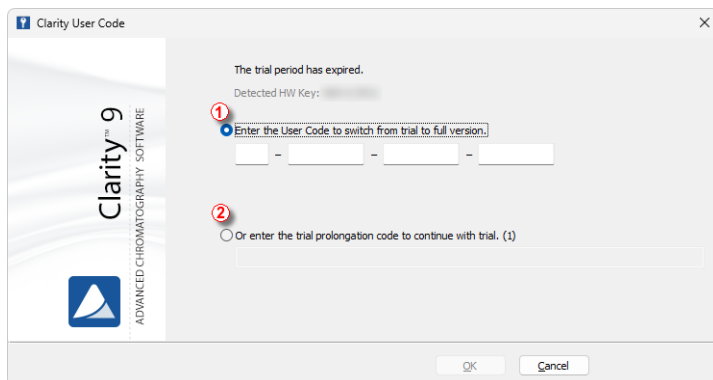 Clarity User Code
The trial period has expired.
Detected HW Key:
1
Enter the User Code to switch from trial to full version.
– – –
2
Or enter the trial prolongation code to continue with trial. (1)
Clarity™ 9
ADVANCED CHROMATOGRAPHY SOFTWARE
OK
Cancel